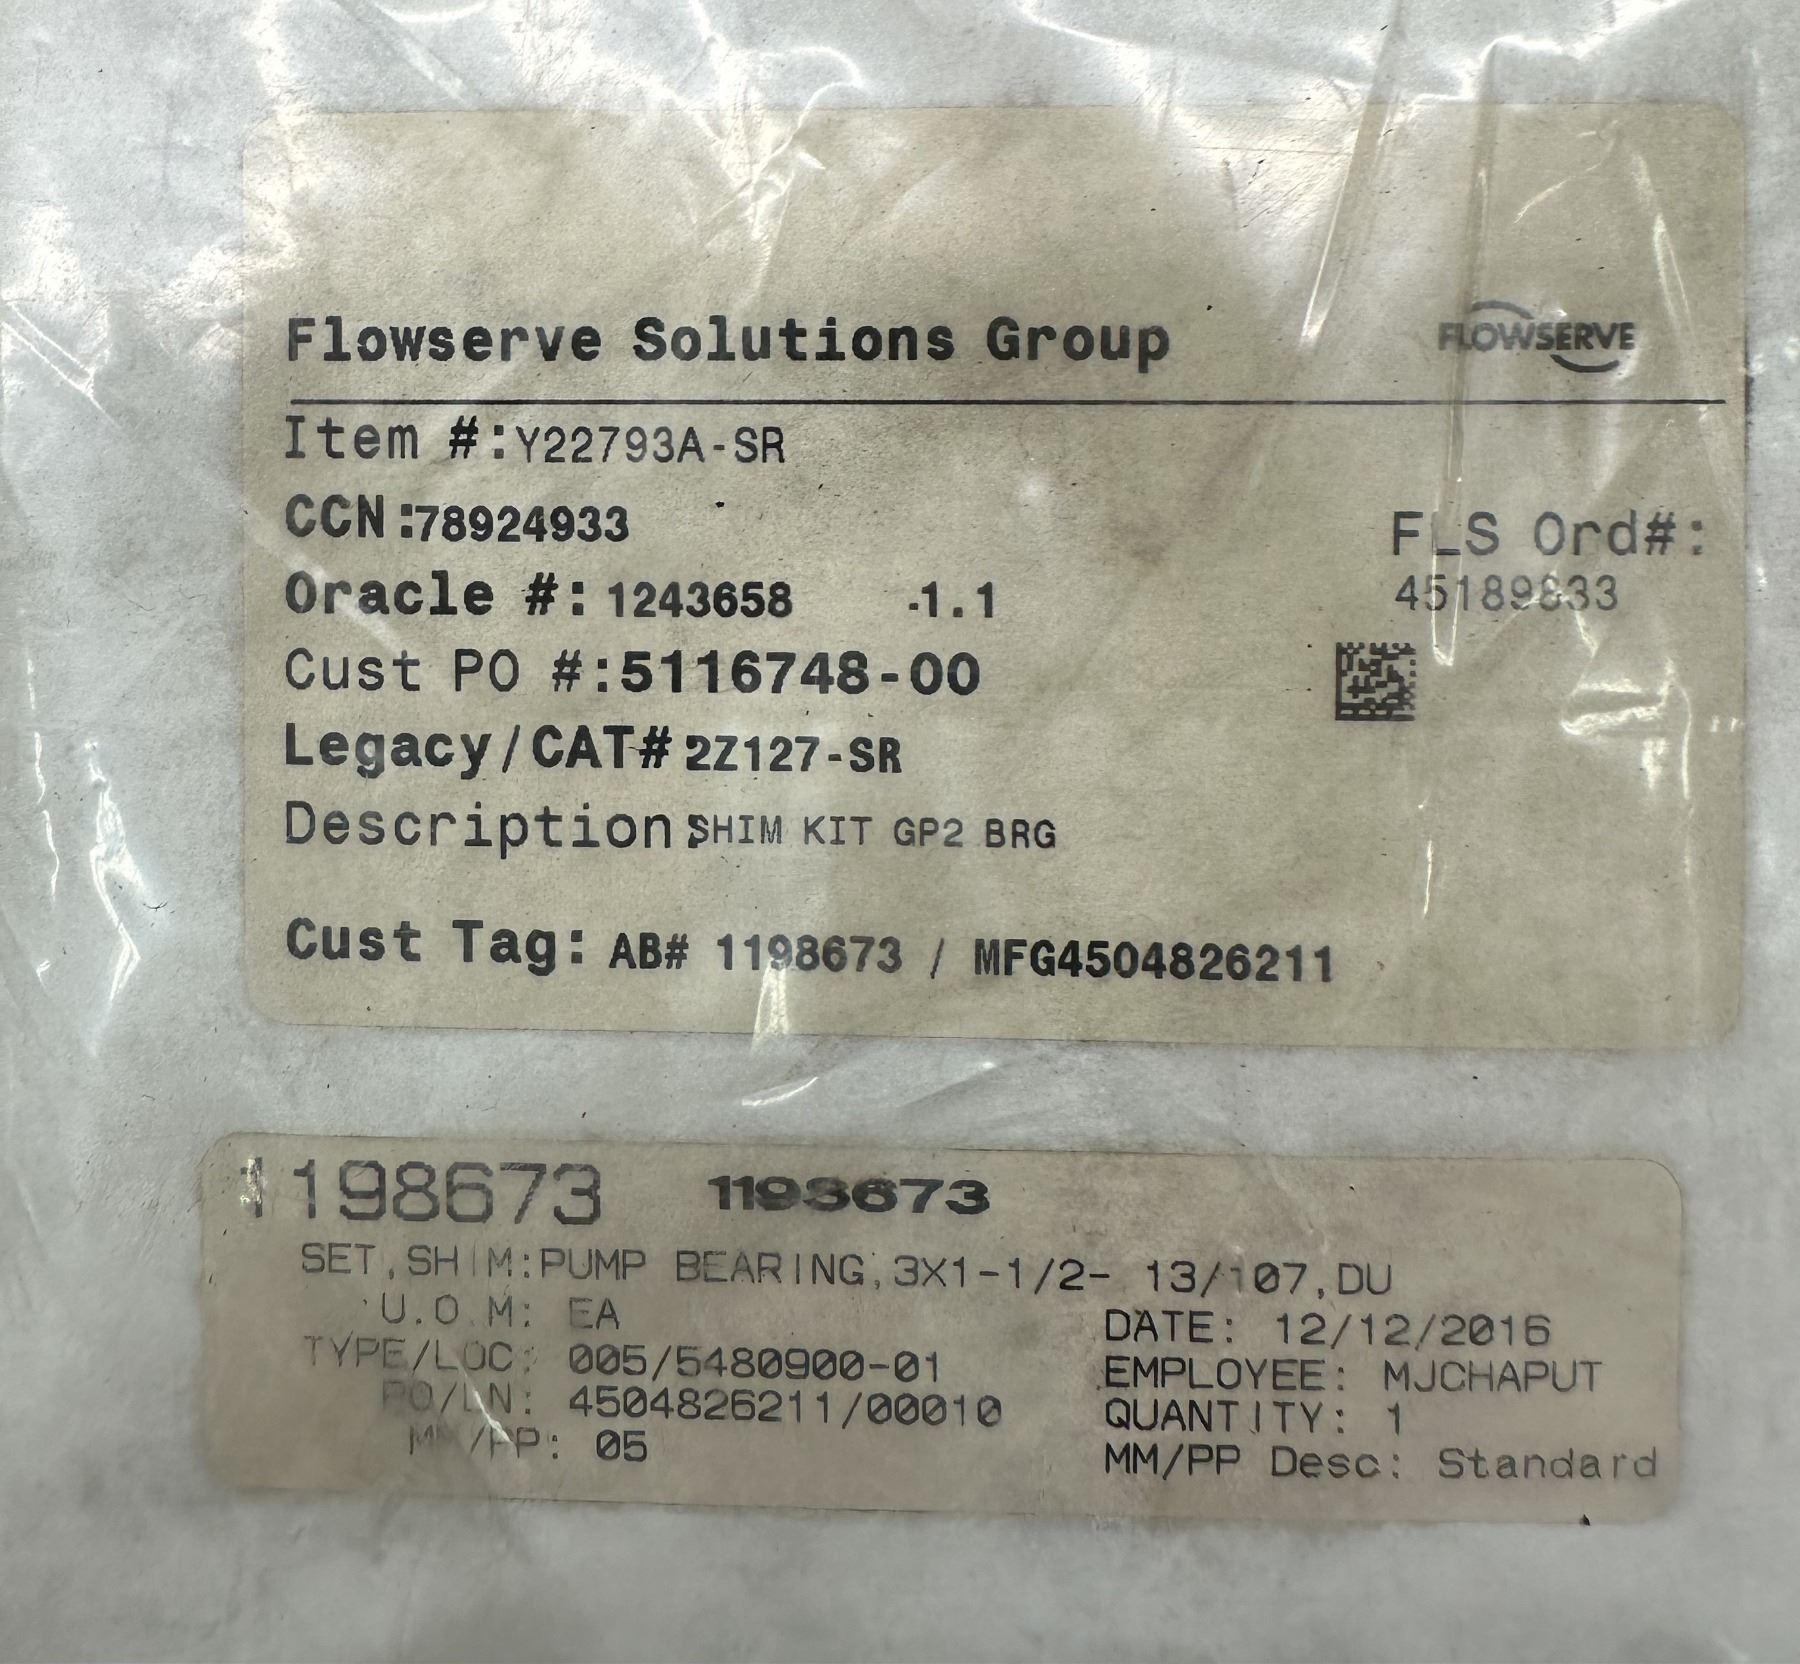 Flowserve Solutions Group
FLOWSERVE
Item #:Y22793A-SR
CCN:78924933
FLS Ord#:
Oracle #:1243658 -1.1
45189833
Cust PO #:5116748-00
Legacy/CAT# 2Z127-SR
Description:SHIM KIT GP2 BRG
Cust Tag: AB# 1198673 / MFG4504826211
1198673 1198673
SET,SHIM:PUMP BEARING,3X1-1/2- 13/107,DU
U.O.M: EA
DATE: 12/12/2016
TYPE/LOC: 005/5480900-01
EMPLOYEE: MJCHAPUT
PO/LN: 4504826211/00010
QUANTITY: 1
MM/PP: 05
MM/PP Desc: Standard